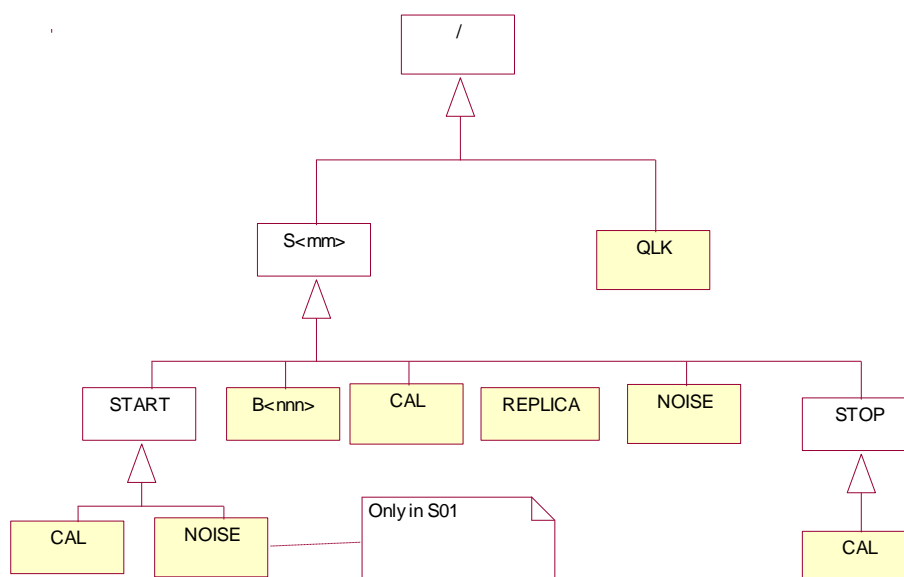 /
S<mm>
QLK
START
B<nnn>
CAL
REPLICA
NOISE
STOP
CAL
NOISE
Only in S01
CAL